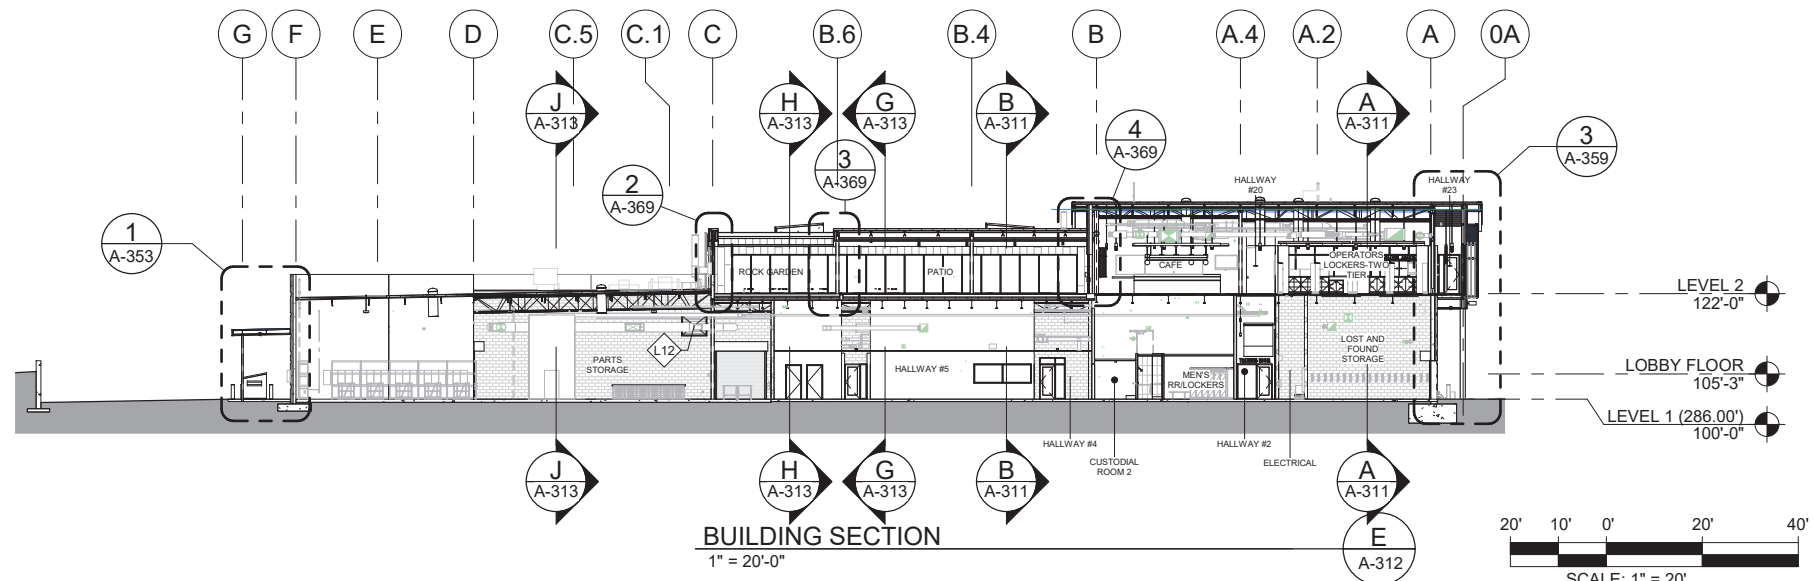 G F E D C.5 C.1 C B.6 B.4 B A.4 A.2 A 0A
J
A-313
H
A-313
G
A-313
B
A-311
A
A-311
1
A-353
2
A-369
3
A-369
4
A-369
3
A-359
HALLWAY
#20
HALLWAY
#23
ROCK GARDEN
PATIO
CAFE
OPERATORS
LOCKERS-TWO
TIER
LEVEL 2
122'-0"
L12
PARTS
STORAGE
HALLWAY #5
MEN'S
RR/LOCKERS
LOST AND
FOUND
STORAGE
LOBBY FLOOR
105'-3"
LEVEL 1 (286.00')
100'-0"
HALLWAY #4
CUSTODIAL
ROOM 2
HALLWAY #2
ELECTRICAL
J
A-313
H
A-313
G
A-313
B
A-311
A
A-311
BUILDING SECTION
1" = 20'-0"
E
A-312
20' 10' 0' 20' 40'
SCALE: 1" = 20'